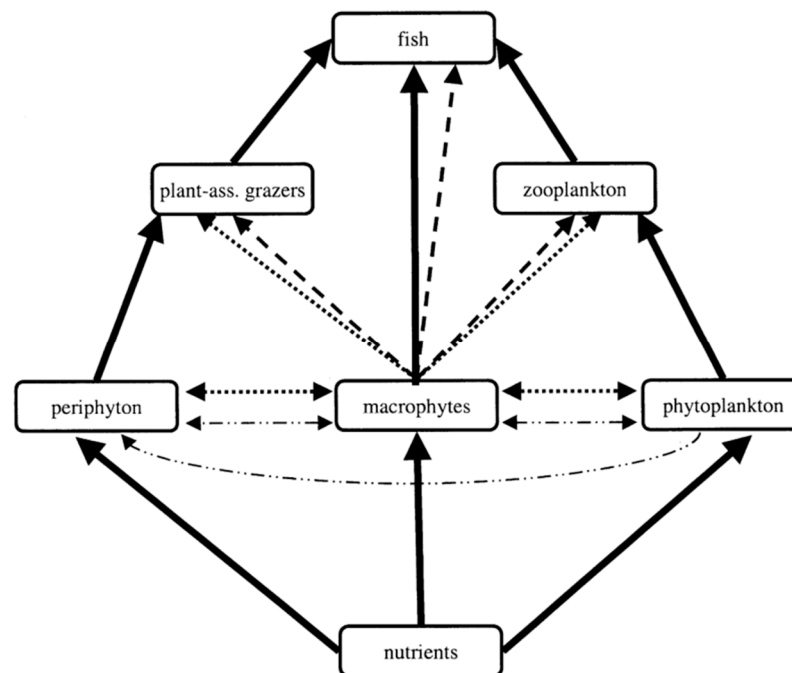 fish
plant-ass. grazers
zooplankton
periphyton
macrophytes
phytoplankton
nutrients